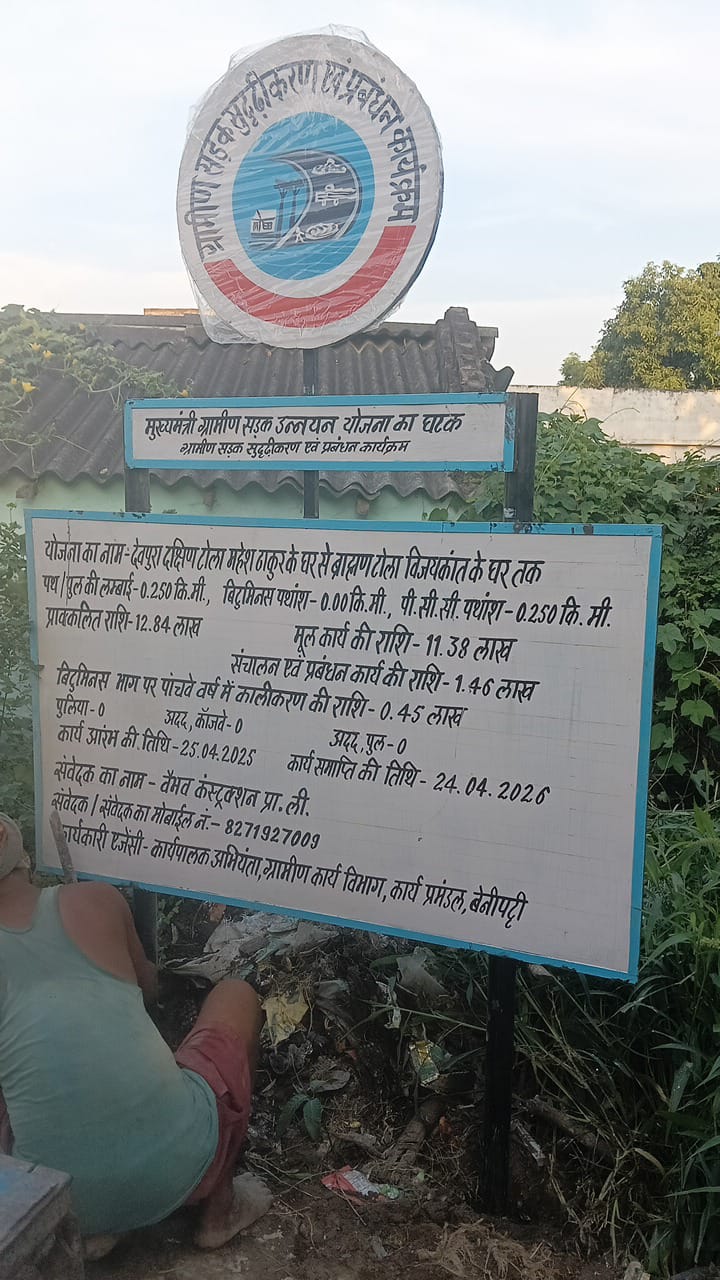 ग्रामीण सड़क सुदृढ़ीकरण एवं प्रबंधन कार्यक्रम
मुख्यमंत्री ग्रामीण सड़क उन्नयन योजना का घटक
ग्रामीण सड़क सुदृढ़ीकरण एवं प्रबंधन कार्यक्रम
योजना का नाम - देवपुरा दक्षिण टोला महेश ठाकुर के घर से ब्राह्मण टोला विजयकांत के घर तक
पथ / पुल की लम्बाई - 0.250 कि.मी., बिटुमिनस पथांश - 0.00 कि.मी., पी.सी.सी. पथांश - 0.250 कि.मी.
प्राक्कलित राशि - 12.84 लाख मूल कार्य की राशि - 11.38 लाख
संचालन एवं प्रबंधन कार्य की राशि - 1.46 लाख
बिटुमिनस भाग पर पांचवे वर्ष में कालीकरण की राशि - 0.45 लाख
पुलिया - 0 अदद, कॉजवे - 0 अदद, पुल - 0
कार्य आरंभ की तिथि - 25.04.2025 कार्य समाप्ति की तिथि - 24.04.2026
संवेदक का नाम - वैभव कंस्ट्रक्शन प्रा.ली.
संवेदक / संवेदक का मोबाईल नं. - 8271927009
कार्यकारी एजेंसी - कार्यपालक अभियंता, ग्रामीण कार्य विभाग, कार्य प्रमंडल, बेनीपट्टी